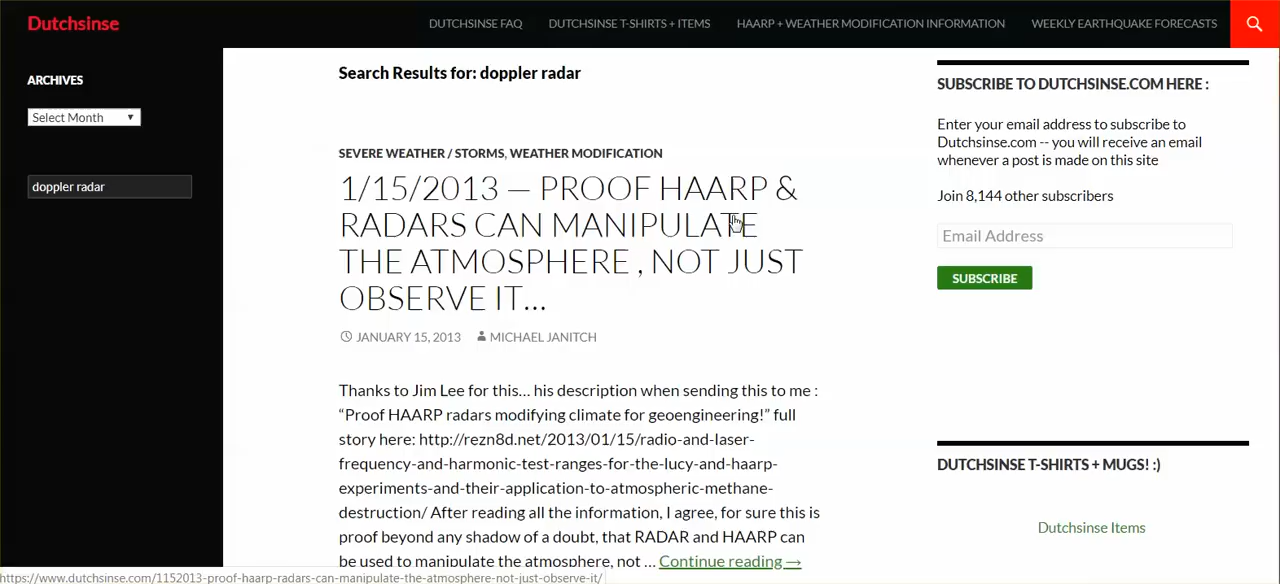 Dutchsinse
DUTCHSINSE FAQ
DUTCHSINSE T-SHIRTS + ITEMS
HAARP + WEATHER MODIFICATION INFORMATION
WEEKLY EARTHQUAKE FORECASTS
ARCHIVES
Select Month
doppler radar
Search Results for: doppler radar
SEVERE WEATHER / STORMS, WEATHER MODIFICATION
1/15/2013 — PROOF HAARP &
RADARS CAN MANIPULATE
THE ATMOSPHERE , NOT JUST
OBSERVE IT…
JANUARY 15, 2013
MICHAEL JANITCH
Thanks to Jim Lee for this… his description when sending this to me :
“Proof HAARP radars modifying climate for geoengineering!” full
story here: http://rezn8d.net/2013/01/15/radio-and-laser-
frequency-and-harmonic-test-ranges-for-the-lucy-and-haarp-
experiments-and-their-application-to-atmospheric-methane-
destruction/ After reading all the information, I agree, for sure this is
proof beyond any shadow of a doubt, that RADAR and HAARP can
be used to manipulate the atmosphere, not … Continue reading →
SUBSCRIBE TO DUTCHSINSE.COM HERE :
Enter your email address to subscribe to
Dutchsinse.com -- you will receive an email
whenever a post is made on this site
Join 8,144 other subscribers
Email Address
SUBSCRIBE
DUTCHSINSE T-SHIRTS + MUGS! :)
Dutchsinse Items
https://www.dutchsinse.com/1152013-proof-haarp-radars-can-manipulate-the-atmosphere-not-just-observe-it/